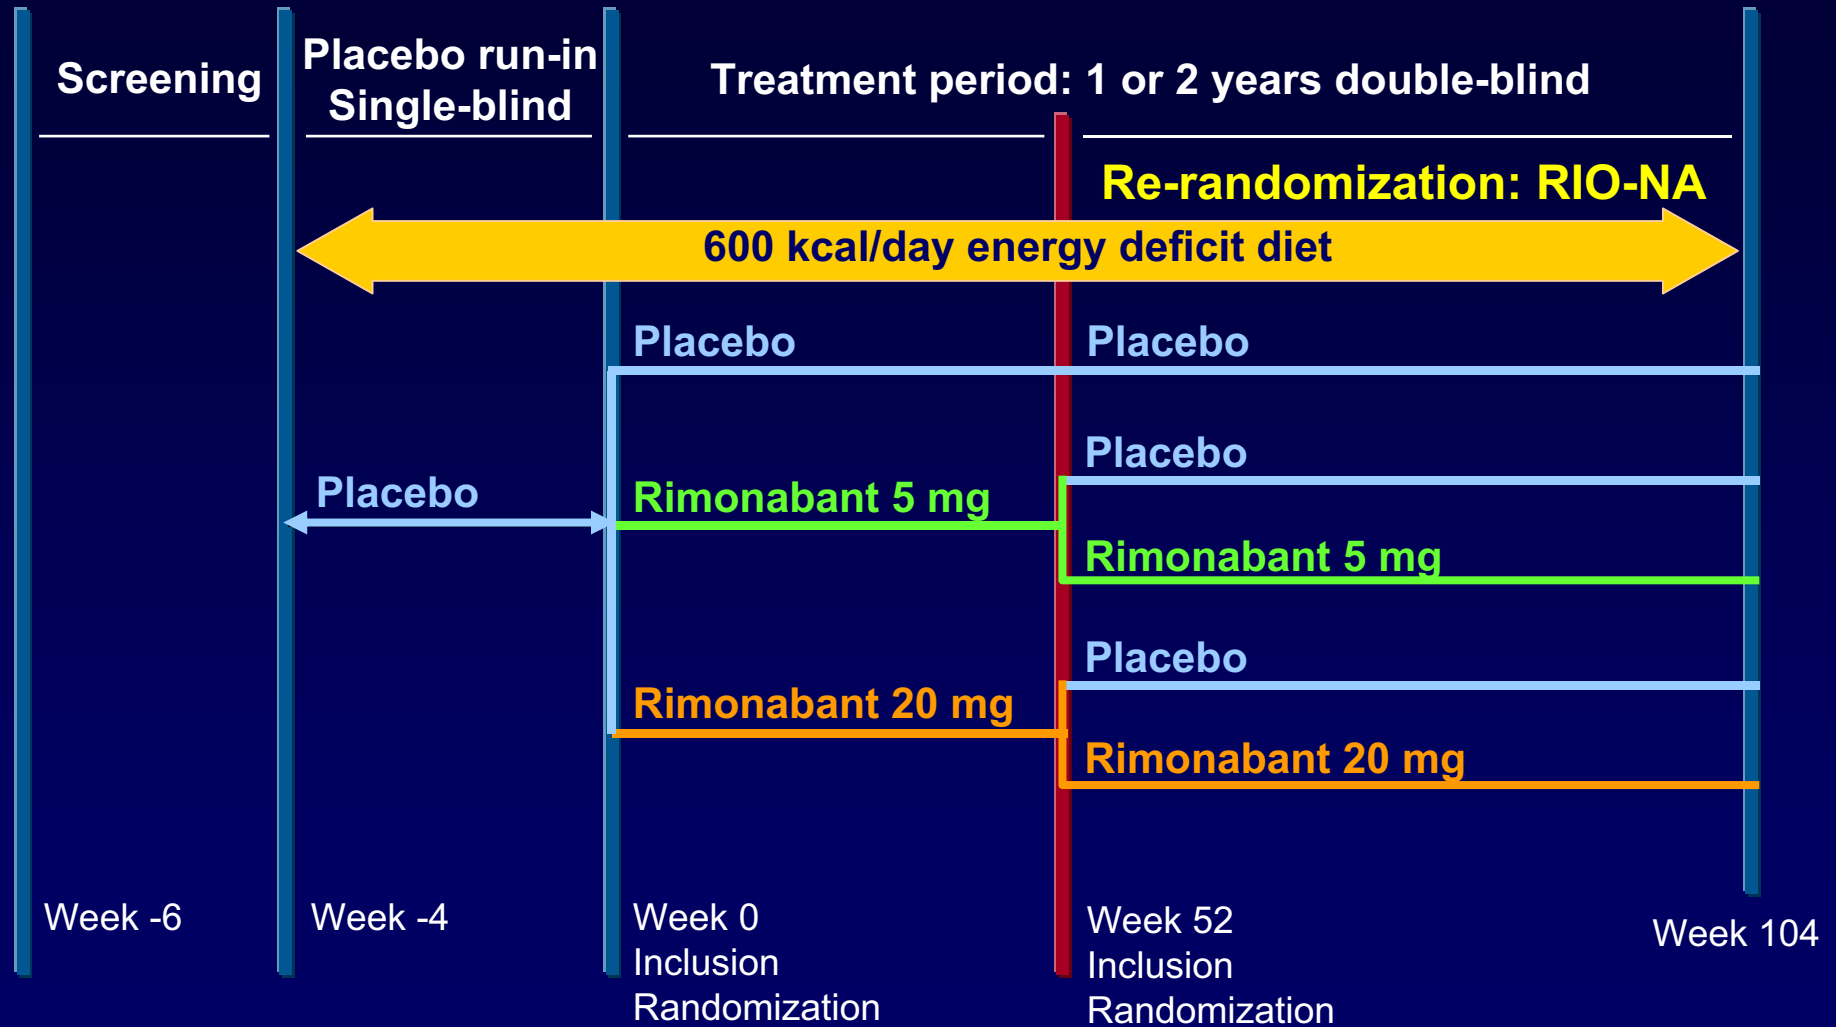 Screening
Placebo run-in
Single-blind
Treatment period: 1 or 2 years double-blind
Re-randomization: RIO-NA
600 kcal/day energy deficit diet
Placebo
Placebo
Placebo
Placebo
Rimonabant 5 mg
Rimonabant 5 mg
Placebo
Rimonabant 20 mg
Rimonabant 20 mg
Week -6
Week -4
Week 0
Inclusion
Randomization
Week 52
Inclusion
Randomization
Week 104